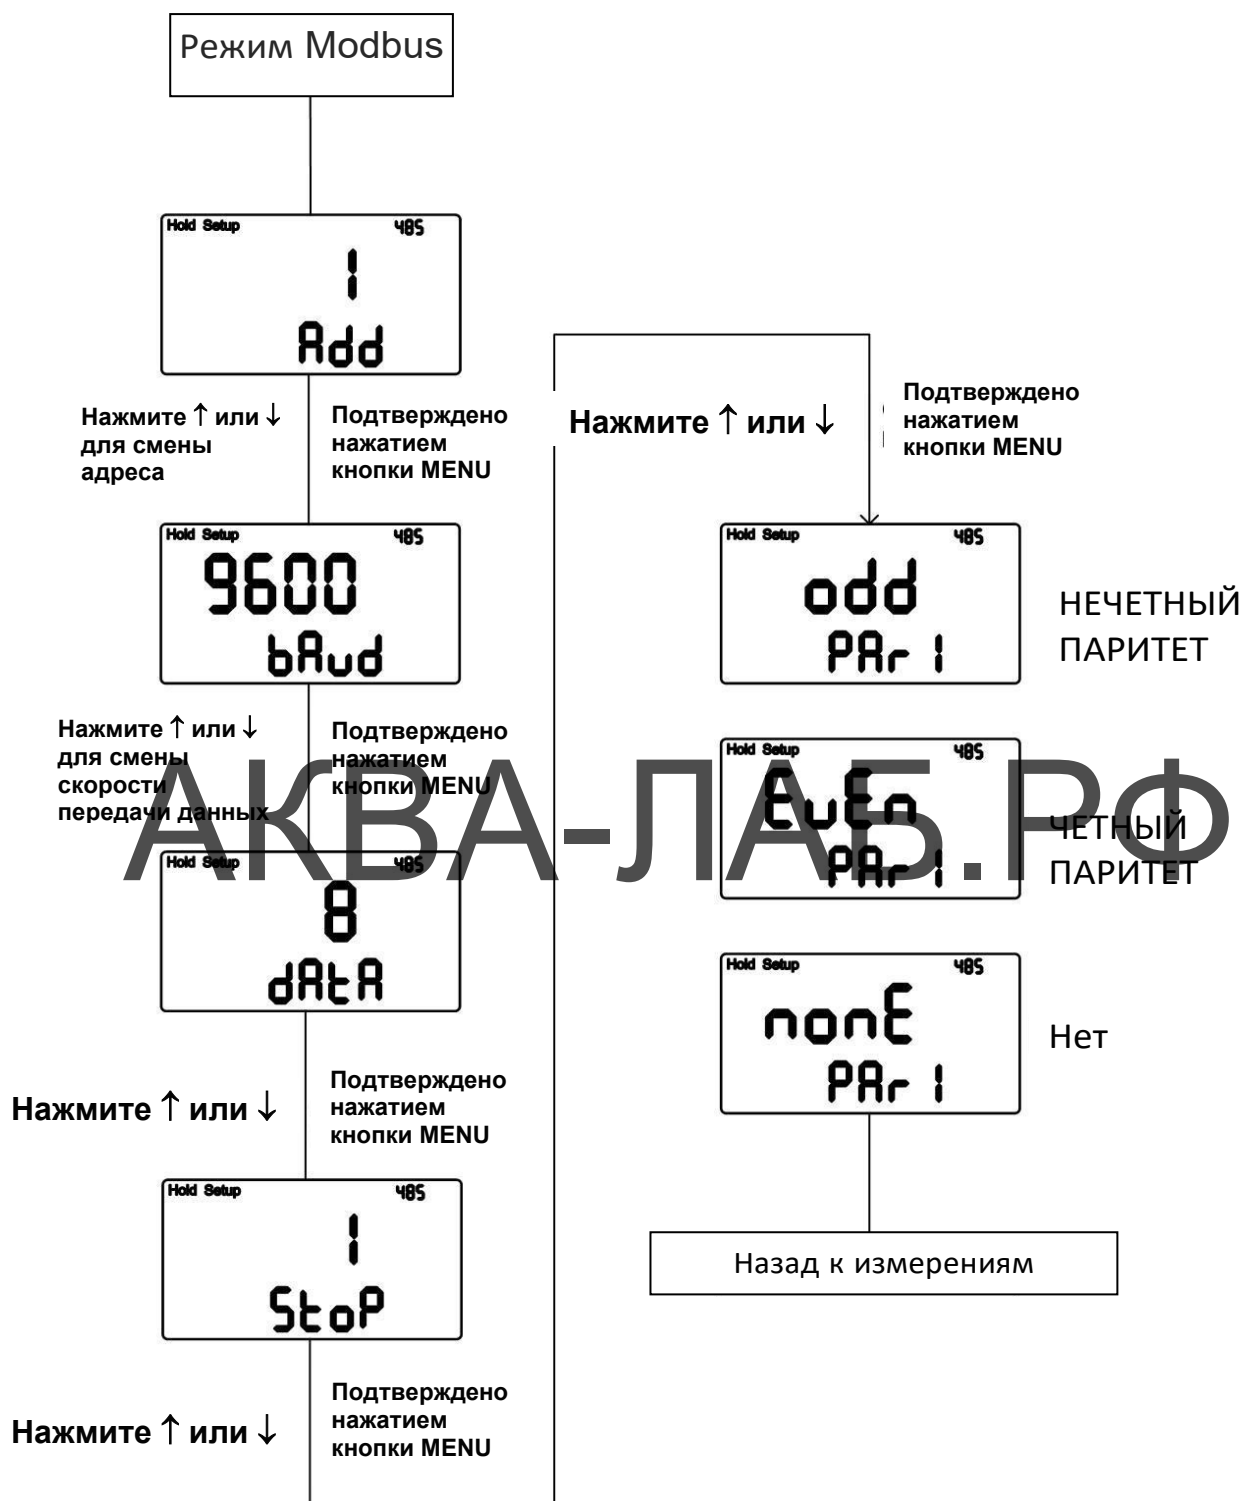 Режим Modbus
Hold Setup 485
1
Add
Нажмите ↑ или ↓
для смены
адреса
Подтверждено
нажатием
кнопки MENU
Hold Setup 485
9600
bAud
Нажмите ↑ или ↓
для смены
скорости
передачи данных
Подтверждено
нажатием
кнопки MENU
Hold Setup 485
8
dAtA
Нажмите ↑ или ↓
Подтверждено
нажатием
кнопки MENU
Hold Setup 485
1
StoP
Нажмите ↑ или ↓
Подтверждено
нажатием
кнопки MENU
Нажмите ↑ или ↓
Подтверждено
нажатием
кнопки MENU
Hold Setup 485
odd
PArI
НЕЧЕТНЫЙ
ПАРИТЕТ
Hold Setup 485
EvEn
PArI
ЧЕТНЫЙ
ПАРИТЕТ
Hold Setup 485
nonE
PArI
Нет
Назад к измерениям
АКВА-ЛАБ.РФ